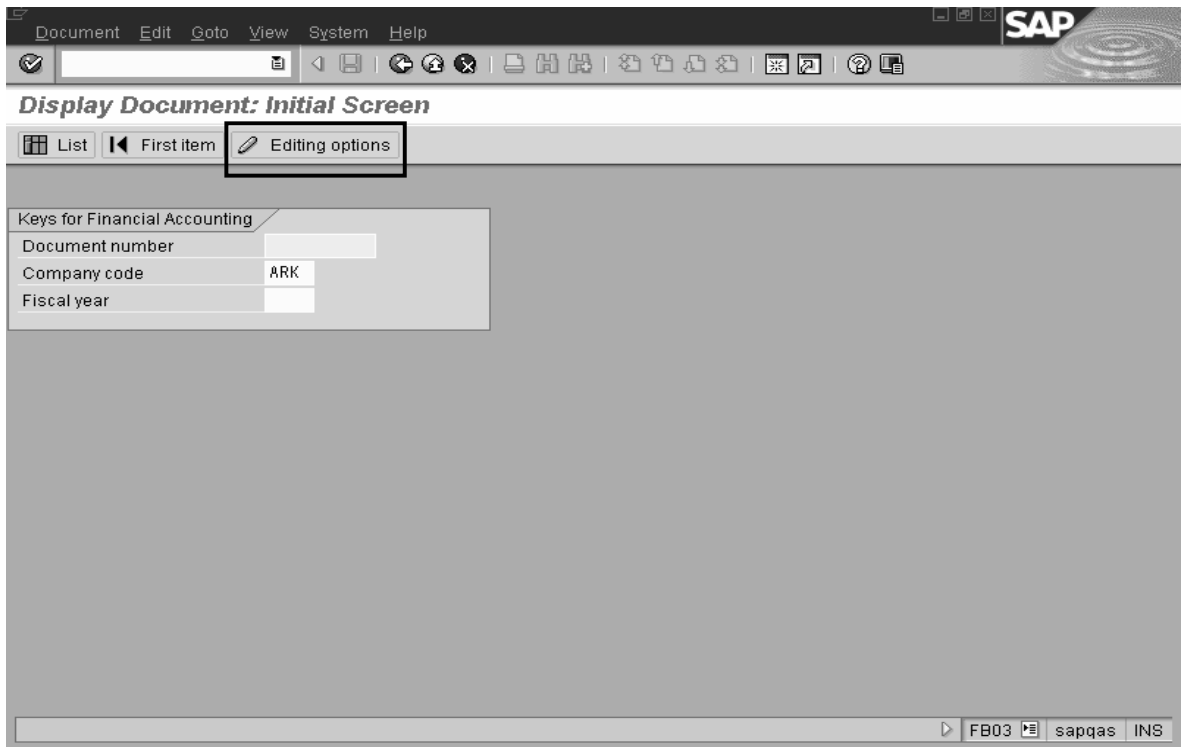 Document Edit Goto View System Help
SAP
Display Document: Initial Screen
List First item Editing options
Keys for Financial Accounting
Document number
Company code ARK
Fiscal year
FB03 sapqas INS